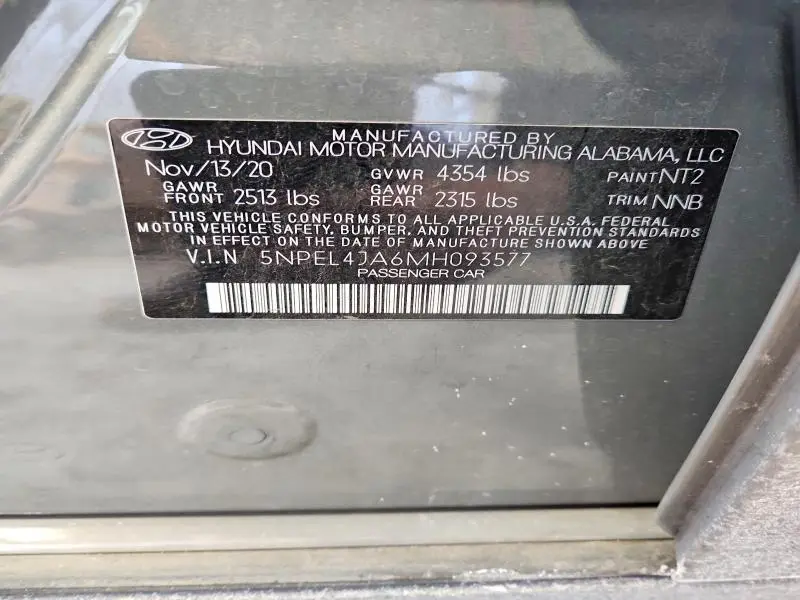 MANUFACTURED BY
HYUNDAI MOTOR MANUFACTURING ALABAMA, LLC
Nov/13/20 GVWR 4354 lbs PAINT NT2
GAWR FRONT 2513 lbs GAWR REAR 2315 lbs TRIM NNB
THIS VEHICLE CONFORMS TO ALL APPLICABLE U.S.A. FEDERAL
MOTOR VEHICLE SAFETY, BUMPER, AND THEFT PREVENTION STANDARDS
IN EFFECT ON THE DATE OF MANUFACTURE SHOWN ABOVE
V.I.N 5NPEL4JA6MH093577
PASSENGER CAR